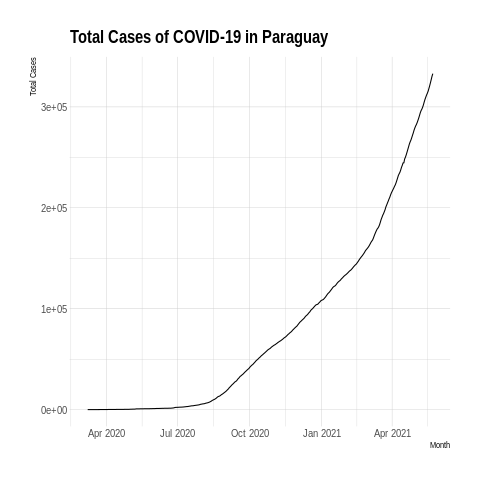 Total Cases of COVID-19 in Paraguay
Total Cases
3e+05
2e+05
1e+05
0e+00
Apr 2020 Jul 2020 Oct 2020 Jan 2021 Apr 2021
Month